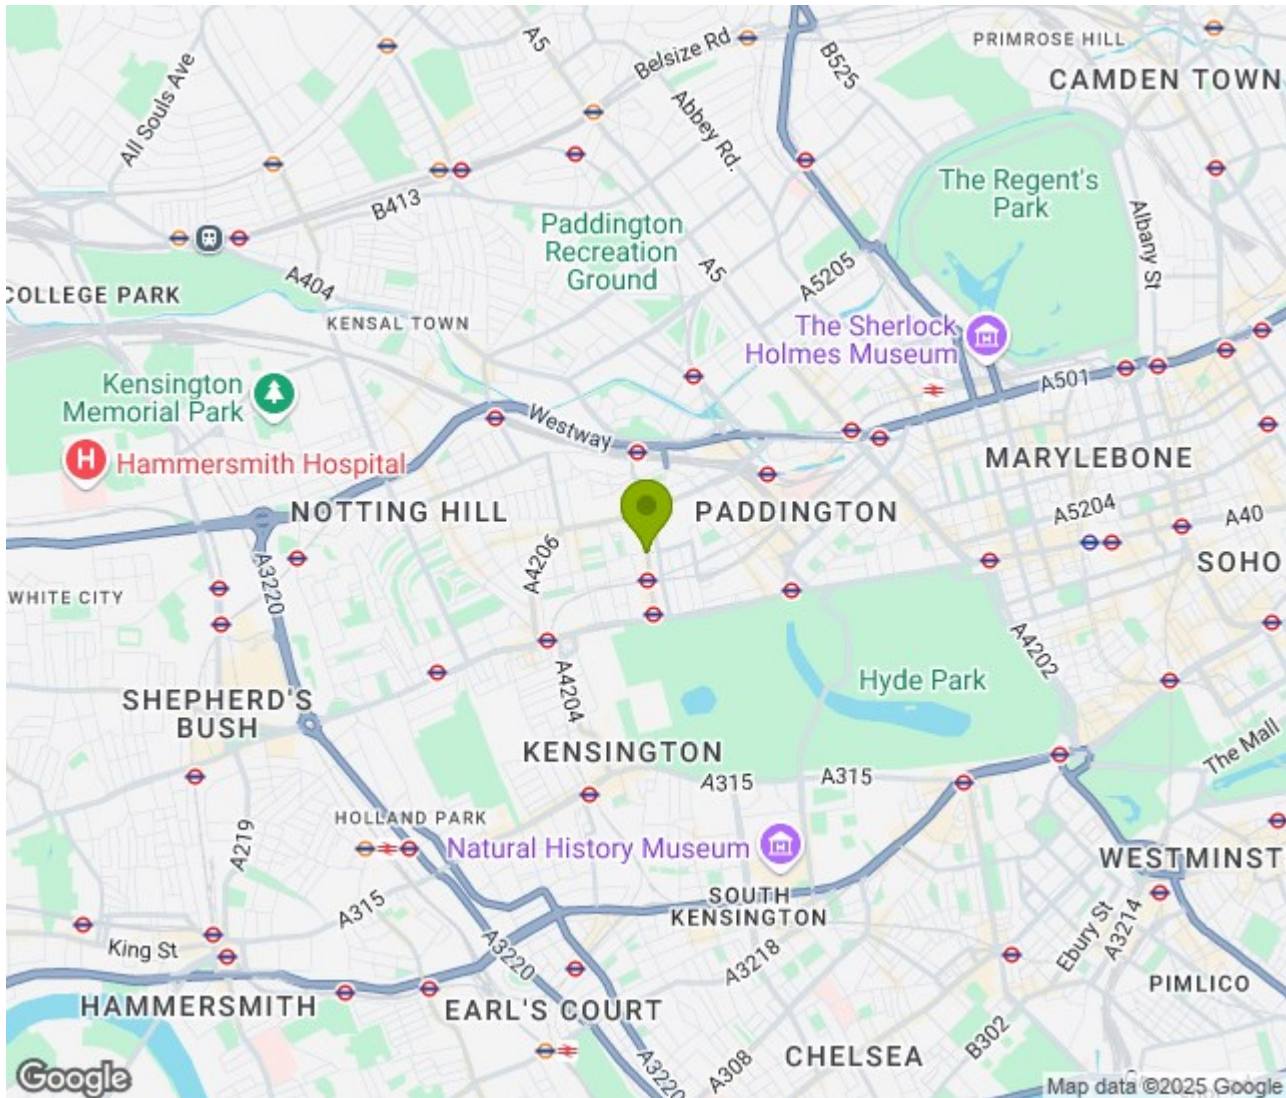 PRIMROSE HILL
CAMDEN TOWN
A5
Belsize Rd
B525
All Souls Ave
Abbey Rd.
The Regent's
Park
B413
Paddington
Recreation
Ground
Albany St
A5
A5205
A404
COLLEGE PARK
KENSAL TOWN
The Sherlock
Holmes Museum
A501
Kensington
Memorial Park
Westway
H
Hammersmith Hospital
MARYLEBONE
NOTTING HILL
PADDINGTON
A5204
A40
A4206
SOHO
A3220
WHITE CITY
A4202
Hyde Park
A4204
SHEPHERD'S
BUSH
KENSINGTON
The Mall
A315
A315
HOLLAND PARK
A219
Natural History Museum
WESTMINST
SOUTH
KENSINGTON
A315
Ebury St
A3214
King St
A3220
A3218
PIMLICO
HAMMERSMITH
EARL'S COURT
B302
CHELSEA
A308
A3220
Google
Map data ©2025 Google